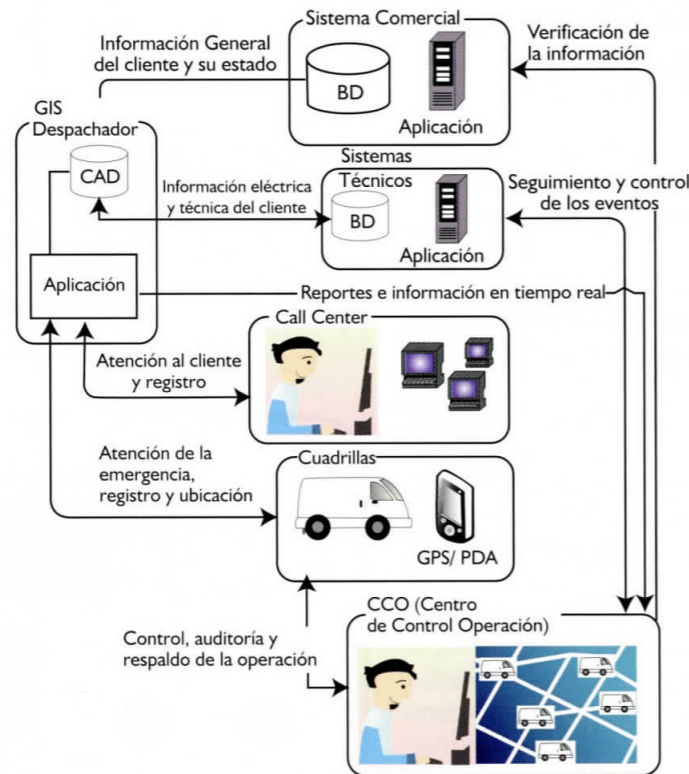 Sistema Comercial
Información General
del cliente y su estado
Verificación de
la información
BD
Aplicación
GIS
Despachador
CAD
Sistemas
Técnicos
Información eléctrica
y técnica del cliente
BD
Aplicación
Seguimiento y control
de los eventos
Aplicación
Reportes e información en tiempo real
Call Center
Atención al cliente
y registro
Atención de la
emergencia,
registro y ubicación
Cuadrillas
GPS/ PDA
CCO (Centro
de Control Operación)
Control, auditoría y
respaldo de la operación